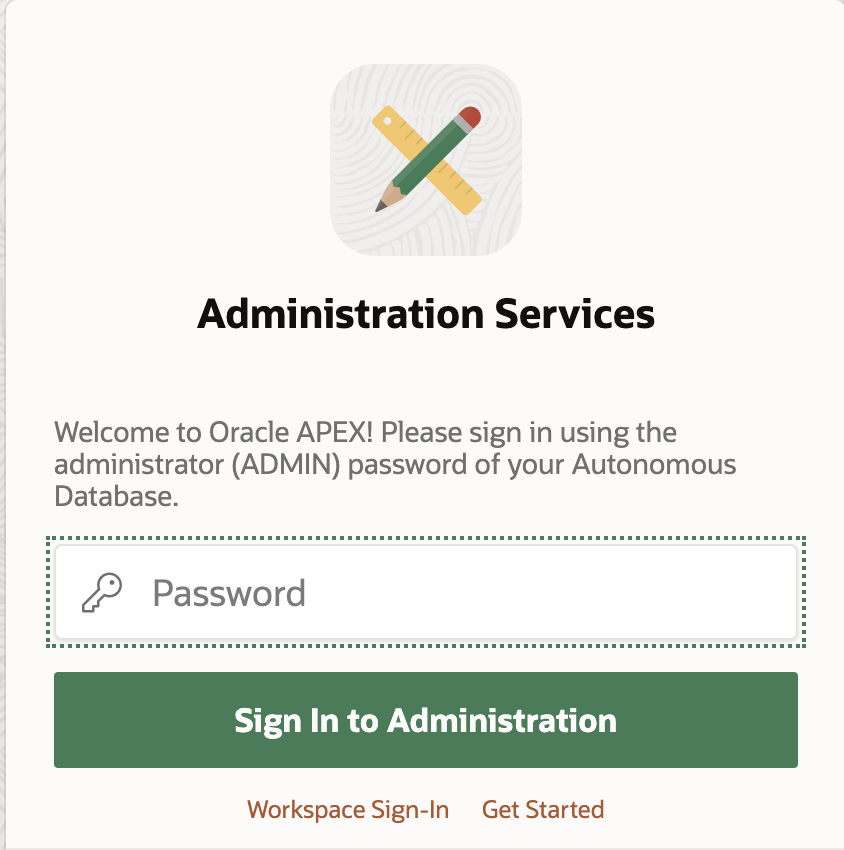 Administration Services
Welcome to Oracle APEX! Please sign in using the
administrator (ADMIN) password of your Autonomous
Database.
Password
Sign In to Administration
Workspace Sign-In Get Started